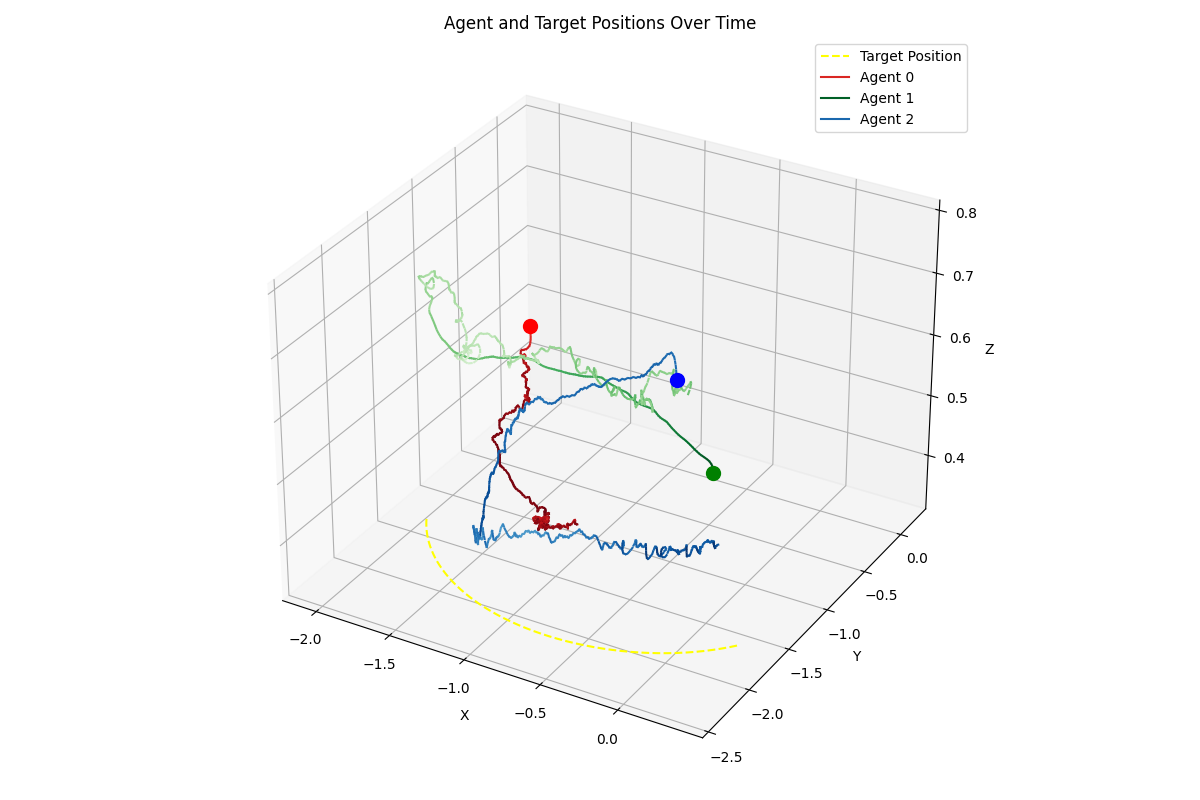 Agent and Target Positions Over Time
Target Position
Agent 0
Agent 1
Agent 2
0.8
0.7
0.6
Z
0.5
0.4
0.0
−0.5
−1.0
Y
−1.5
−2.0
−2.5
−2.0
−1.5
−1.0
X
−0.5
0.0